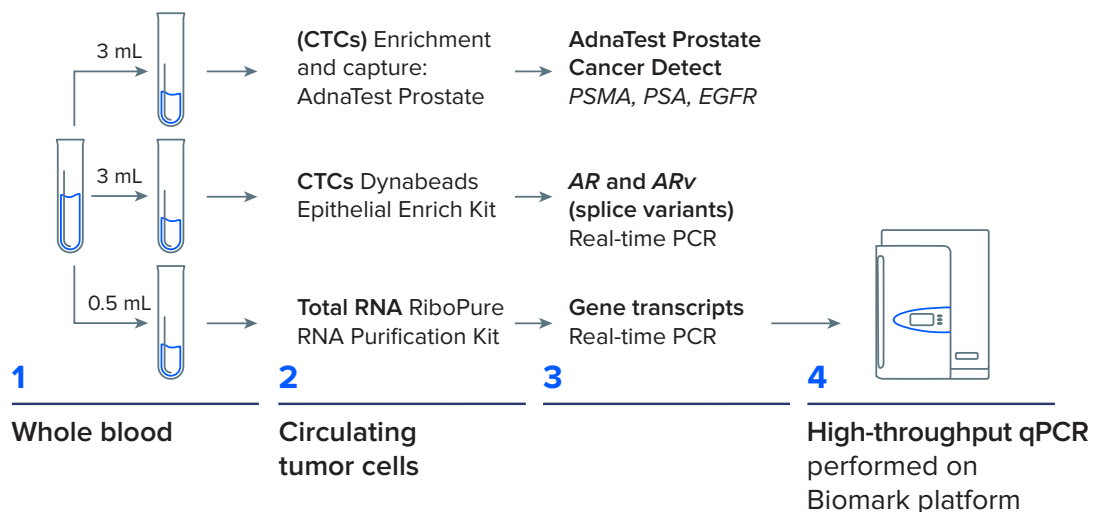 3 mL
(CTCs) Enrichment
and capture:
AdnaTest Prostate
AdnaTest Prostate
Cancer Detect
PSMA, PSA, EGFR
3 mL
CTCs Dynabeads
Epithelial Enrich Kit
AR and ARv
(splice variants)
Real-time PCR
0.5 mL
Total RNA RiboPure
RNA Purification Kit
Gene transcripts
Real-time PCR
1
Whole blood
2
Circulating
tumor cells
3
4
High-throughput qPCR
performed on
Biomark platform